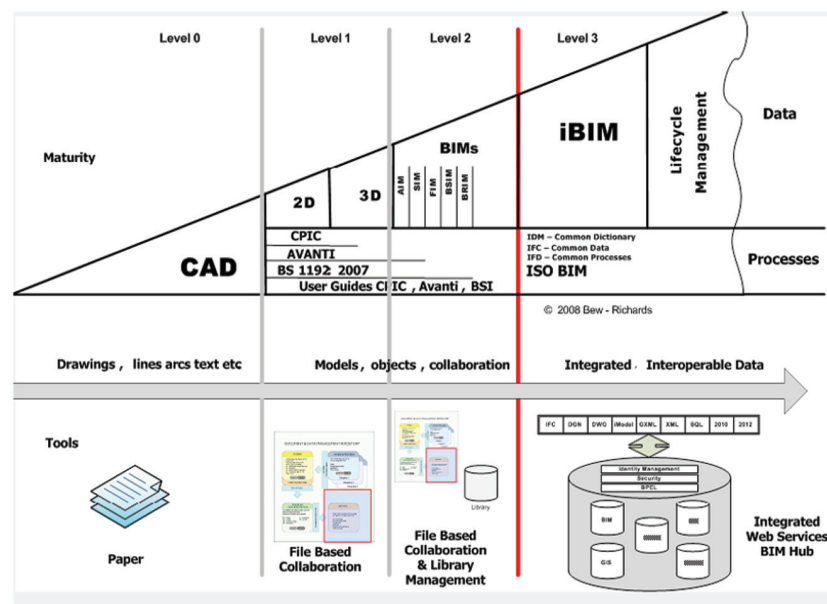 Level 0
Level 1
Level 2
Level 3
Maturity
CAD
2D
3D
BIMs
AIM
SIM
FIM
BSIM
BRIM
iBIM
Lifecycle
Management
Data
CPIC
AVANTI
BS 1192 2007
User Guides CPIC , Avanti , BSI
IDM – Common Dictionary
IFC – Common Data
IFD – Common Processes
ISO BIM
Processes
© 2008 Bew - Richards
Drawings , lines arcs text etc
Models , objects , collaboration
Integrated , Interoperable Data
Tools
Paper
File Based
Collaboration
Library
File Based
Collaboration
& Library
Management
IFC DGN DWG iModel GXML XML SQL 2010 2012
Identity Management
Security
BPEL
BIM
GIS
Integrated
Web Services
BIM Hub